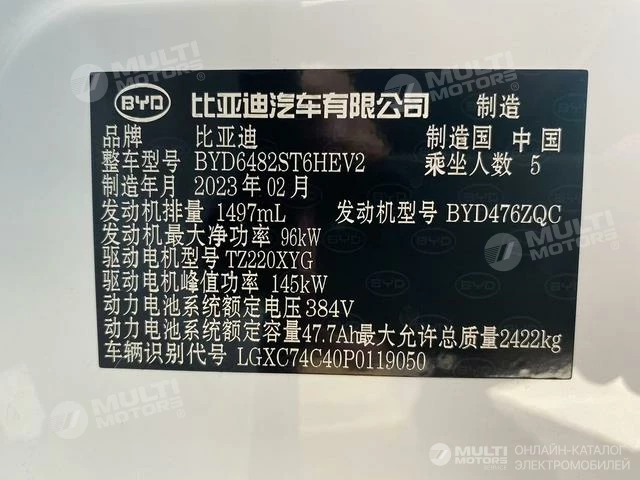 BYD 比亚迪汽车有限公司 制造
品牌 比亚迪 制造国 中国
整车型号 BYD6482ST6HEV2 乘坐人数 5
制造年月 2023年02月
发动机排量 1497mL 发动机型号 BYD476ZQC
发动机最大净功率 96kW
驱动电机型号 TZ220XYG
驱动电机峰值功率 145kW
动力电池系统额定电压 384V
动力电池系统额定容量47.7Ah最大允许总质量2422kg
车辆识别代号 LGXC74C40P0119050
MULTI MOTORS
ОНЛАЙН-КАТАЛОГ
ЭЛЕКТРОМОБИЛЕЙ